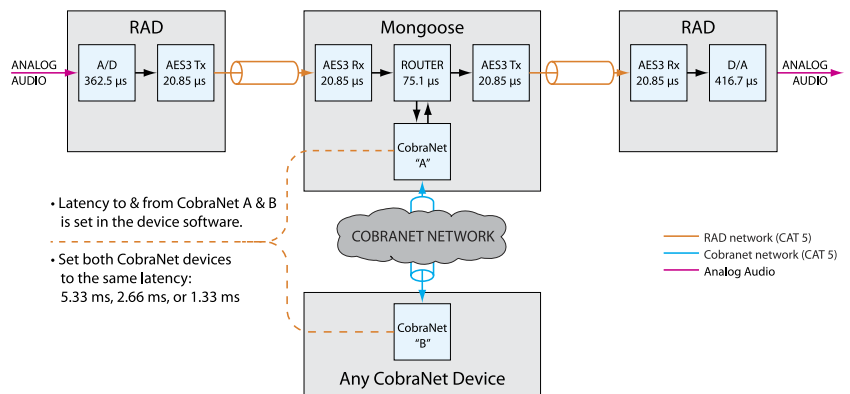 RAD
Mongoose
RAD
ANALOG
AUDIO
A/D
362.5 µs
AES3 Tx
20.85 µs
AES3 Rx
20.85 µs
ROUTER
75.1 µs
AES3 Tx
20.85 µs
AES3 Rx
20.85 µs
D/A
416.7 µs
ANALOG
AUDIO
CobraNet
"A"
• Latency to & from CobraNet A & B
is set in the device software.
• Set both CobraNet devices
to the same latency:
5.33 ms, 2.66 ms, or 1.33 ms
COBRANET NETWORK
RAD network (CAT 5)
Cobranet network (CAT 5)
Analog Audio
CobraNet
"B"
Any CobraNet Device